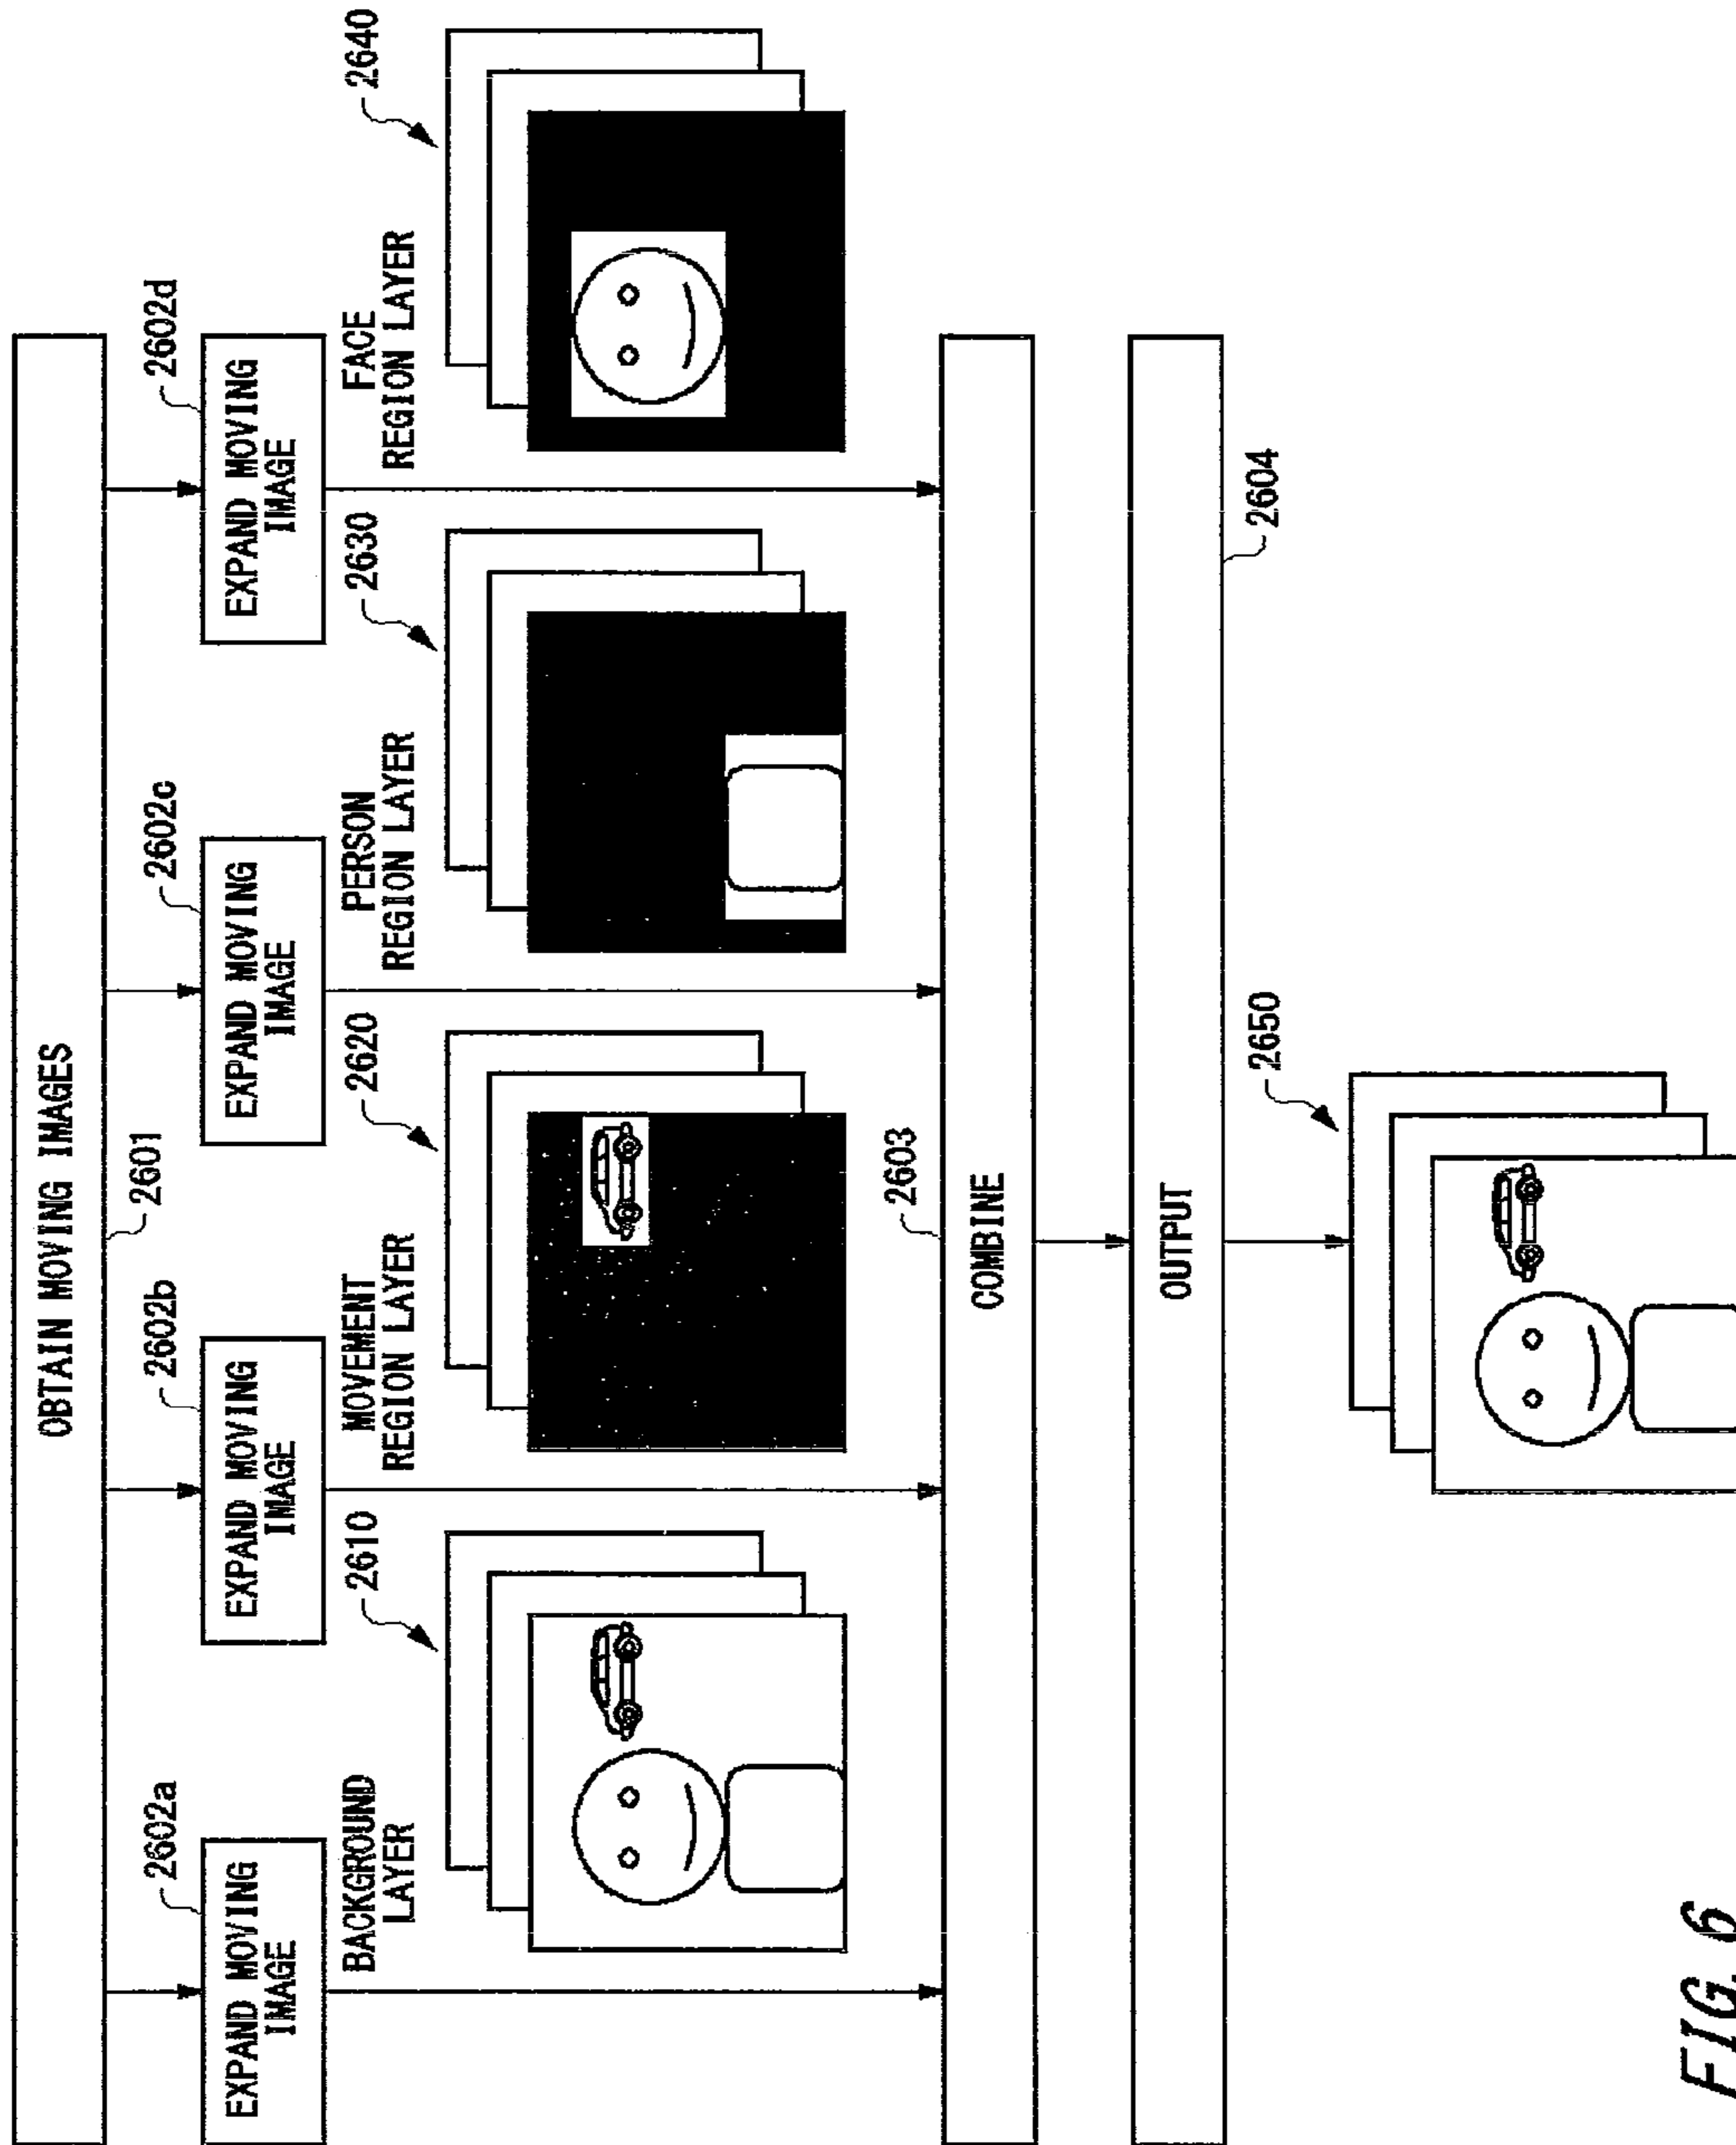 OBTAIN MOVING IMAGES
2601
2602a
2602b
2602c
2602d
EXPAND MOVING
IMAGE
EXPAND MOVING
IMAGE
EXPAND MOVING
IMAGE
EXPAND MOVING
IMAGE
BACKGROUND
LAYER
2610
MOVEMENT
REGION LAYER
2620
PERSON
REGION LAYER
2630
FACE
REGION LAYER
2640
2603
COMBINE
OUTPUT
2604
2650
FIG. 6